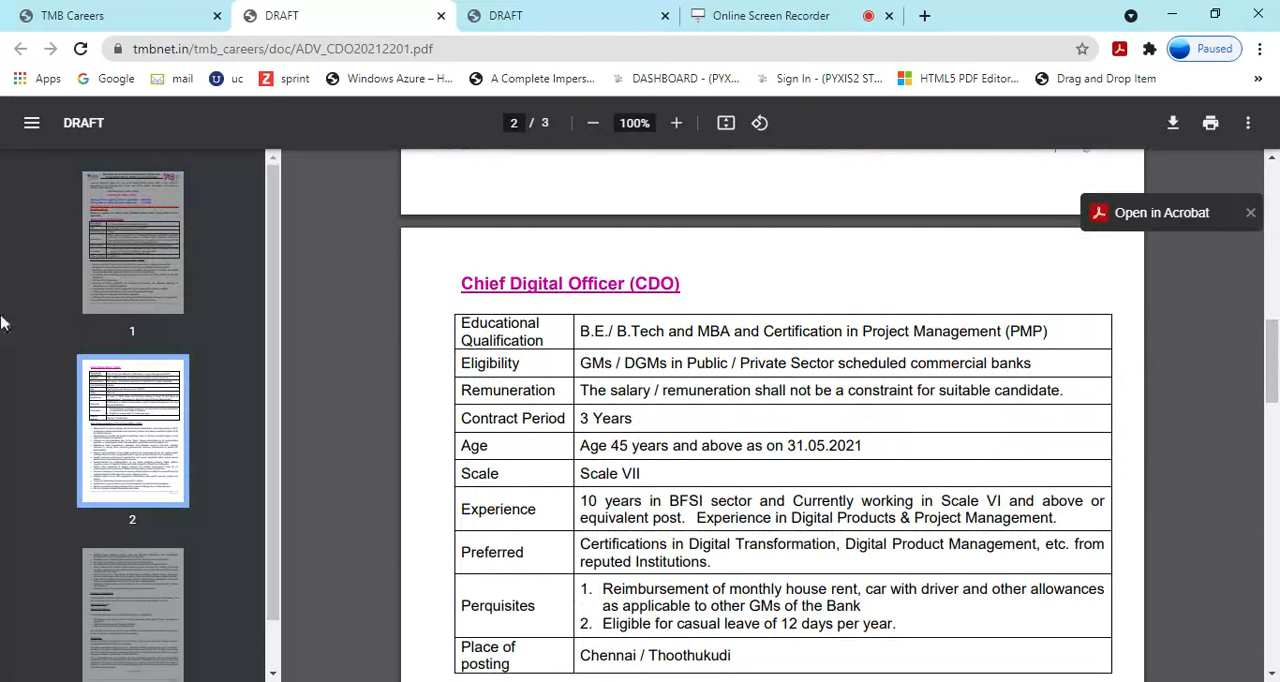 TMB Careers
DRAFT
DRAFT
Online Screen Recorder
tmbnet.in/tmb_careers/doc/ADV_CDO20212201.pdf
Paused
Apps
Google
mail
uc
sprint
Windows Azure – H...
A Complete Impers...
DASHBOARD - (PYX...
Sign In - (PYXIS2 ST...
HTML5 PDF Editor...
Drag and Drop Item
»
DRAFT
2 / 3
100%
Open in Acrobat
1
2
Chief Digital Officer (CDO)
Educational Qualification
B.E./ B.Tech and MBA and Certification in Project Management (PMP)
Eligibility
GMs / DGMs in Public / Private Sector scheduled commercial banks
Remuneration
The salary / remuneration shall not be a constraint for suitable candidate.
Contract Period
3 Years
Age
45 years and above as on 31.05.2021
Scale
Scale VII
Experience
10 years in BFSI sector and Currently working in Scale VI and above or
equivalent post. Experience in Digital Products & Project Management.
Preferred
Certifications in Digital Transformation, Digital Product Management, etc. from
reputed Institutions.
Perquisites
Reimbursement of monthly house rent, car with driver and other allowances
as applicable to other GMs of the Bank
2. Eligible for casual leave of 12 days per year.
Place of
posting
Chennai / Thoothukudi